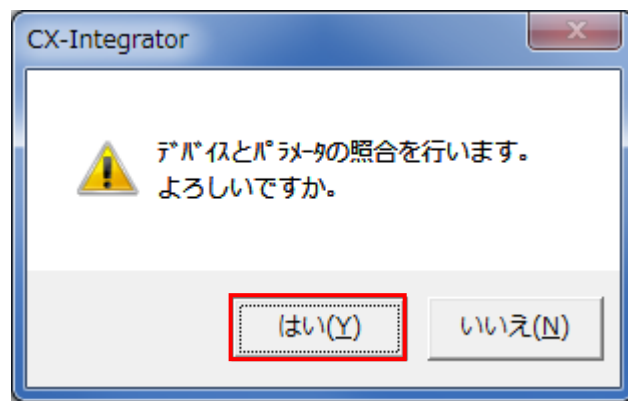 CX-Integrator
ﾃﾞﾊﾞｲｽとﾊﾟﾗﾒｰﾀの照合を行います。
よろしいですか。
はい(Y)
いいえ(N)